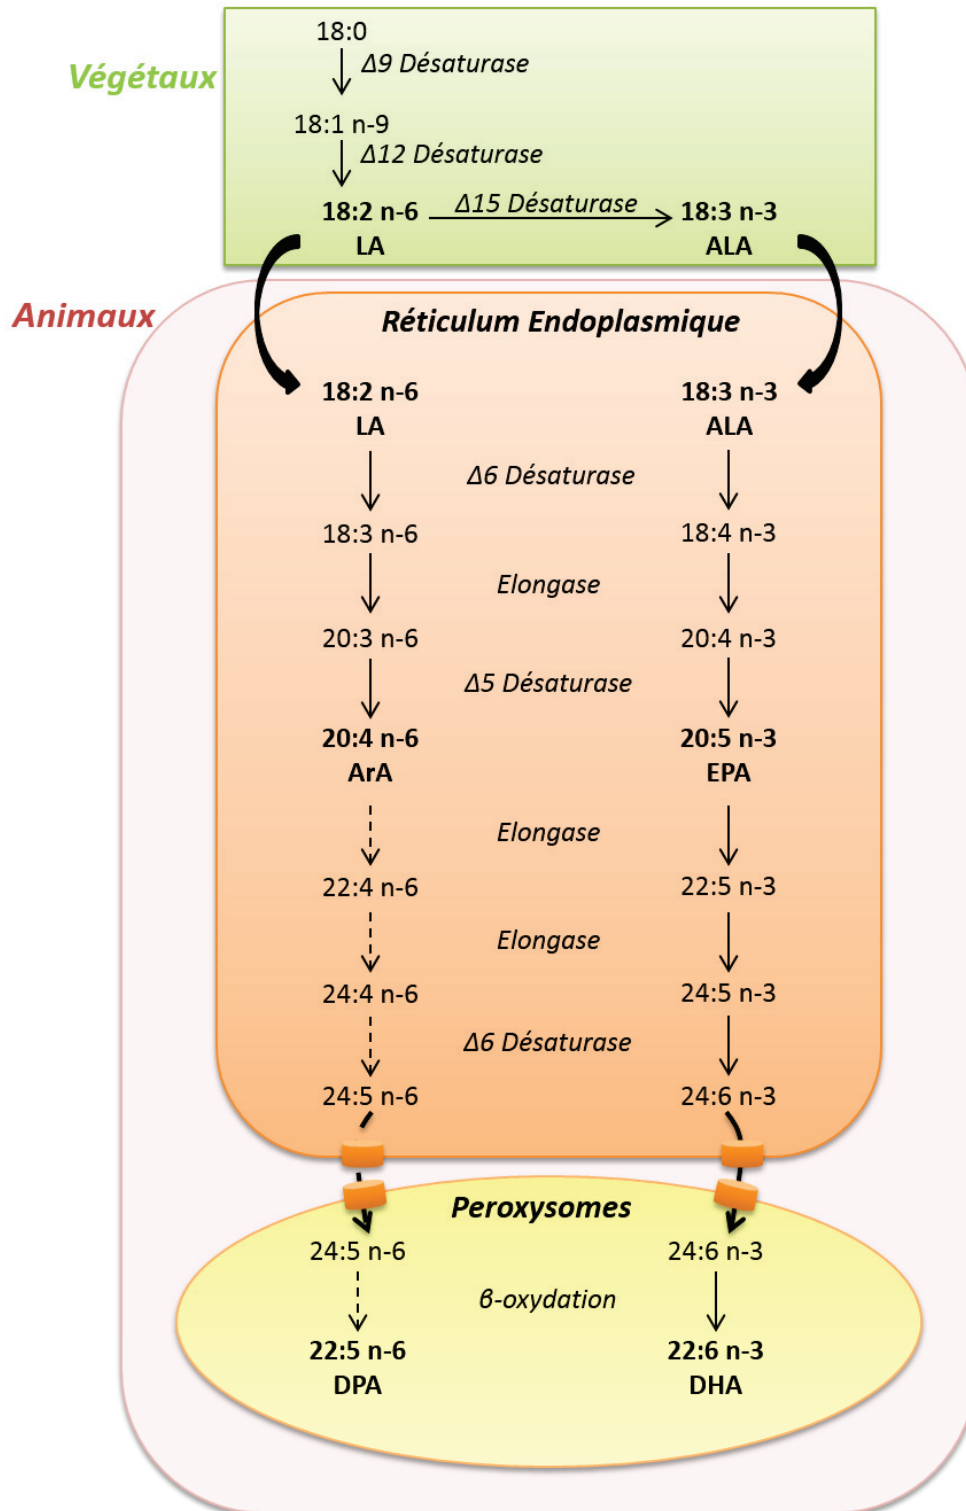 18:0
Δ9 Désaturase
Végétaux
18:1 n-9
Δ12 Désaturase
18:2 n-6
Δ15 Désaturase
18:3 n-3
LA
ALA
Animaux
Réticulum Endoplasmique
18:2 n-6
18:3 n-3
LA
ALA
Δ6 Désaturase
18:3 n-6
18:4 n-3
Elongase
20:3 n-6
20:4 n-3
Δ5 Désaturase
20:4 n-6
20:5 n-3
ArA
EPA
Elongase
22:4 n-6
22:5 n-3
Elongase
24:4 n-6
24:5 n-3
Δ6 Désaturase
24:5 n-6
24:6 n-3
Peroxysomes
24:5 n-6
24:6 n-3
β-oxydation
22:5 n-6
22:6 n-3
DPA
DHA